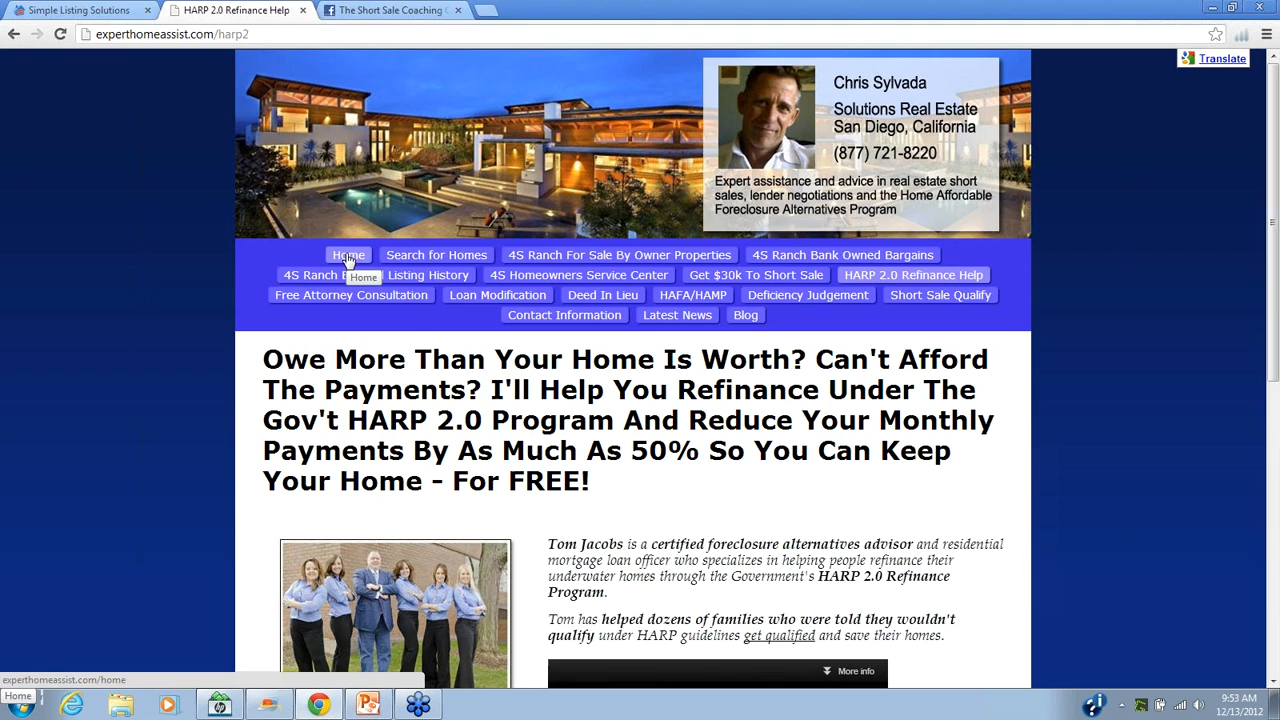 Simple Listing Solutions
HARP 2.0 Refinance Help
The Short Sale Coaching
experthomeassist.com/harp2
Translate
Chris Sylvada
Solutions Real Estate
San Diego, California
(877) 721-8220
Expert assistance and advice in real estate short
sales, lender negotiations and the Home Affordable
Foreclosure Alternatives Program
Home Search for Homes 4S Ranch For Sale By Owner Properties 4S Ranch Bank Owned Bargains
4S Ranch Listing History 4S Homeowners Service Center Get $30k To Short Sale HARP 2.0 Refinance Help
Home
Free Attorney Consultation Loan Modification Deed In Lieu HAFA/HAMP Deficiency Judgement Short Sale Qualify
Contact Information Latest News Blog
Owe More Than Your Home Is Worth? Can't Afford
The Payments? I'll Help You Refinance Under The
Gov't HARP 2.0 Program And Reduce Your Monthly
Payments By As Much As 50% So You Can Keep
Your Home - For FREE!
Tom Jacobs is a certified foreclosure alternatives advisor and residential
mortgage loan officer who specializes in helping people refinance their
underwater homes through the Government's HARP 2.0 Refinance
Program.
Tom has helped dozens of families who were told they wouldn't
qualify under HARP guidelines get qualified and save their homes.
More info
experthomeassist.com/home
Home
9:53 AM
12/13/2012